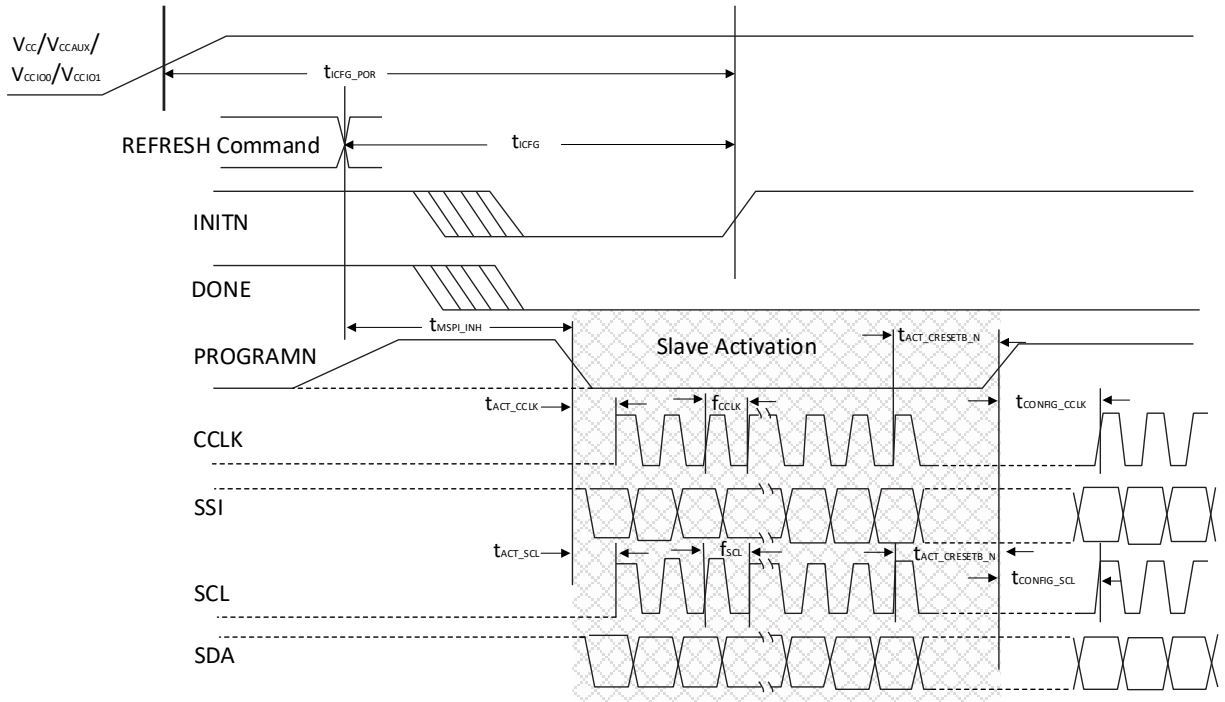 VCC/VCCAUX/
VCCIO0/VCCIO1
tICFG_POR
REFRESH Command
tICFG
INITN
DONE
tMSPI_INH
Slave Activation
tACT_CRESETB_N
PROGRAMN
tACT_CCLK
fCCLK
tCONFIG_CCLK
CCLK
SSI
tACT_SCL
fSCL
tACT_CRESETB_N
tCONFIG_SCL
SCL
SDA